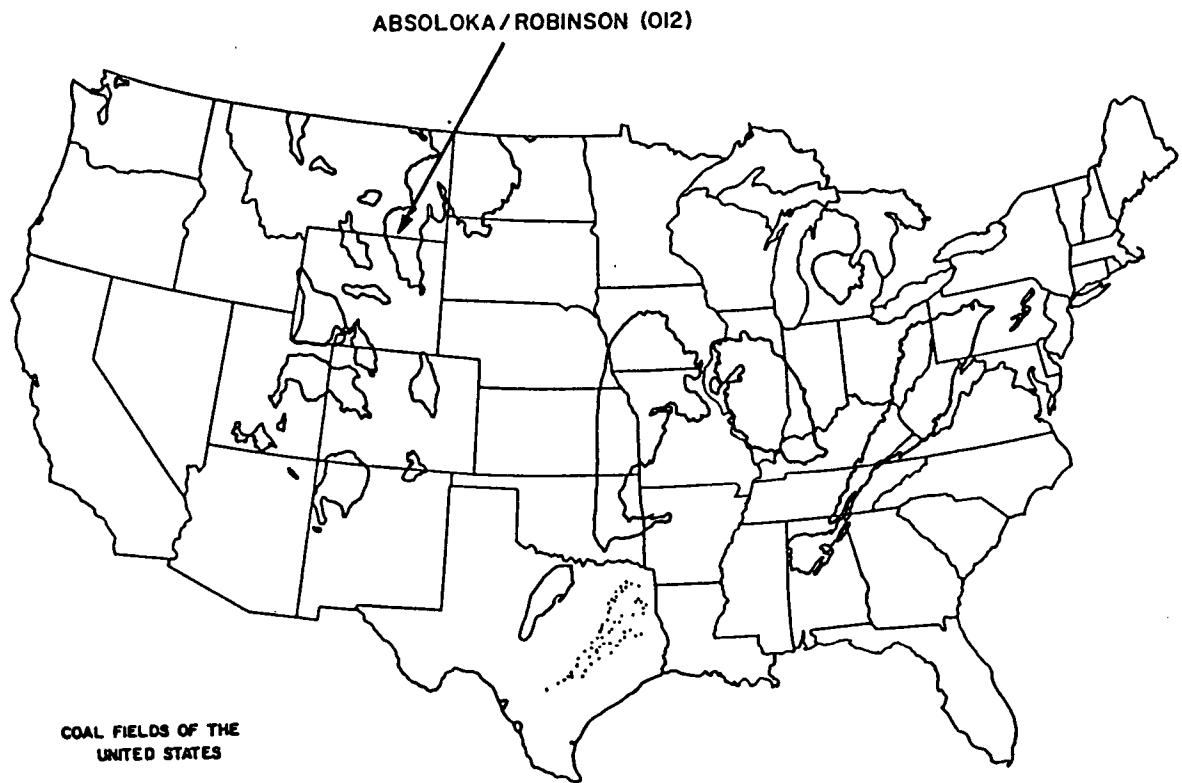 ABSOLOKA/ROBINSON (012)
COAL FIELDS OF THE
UNITED STATES